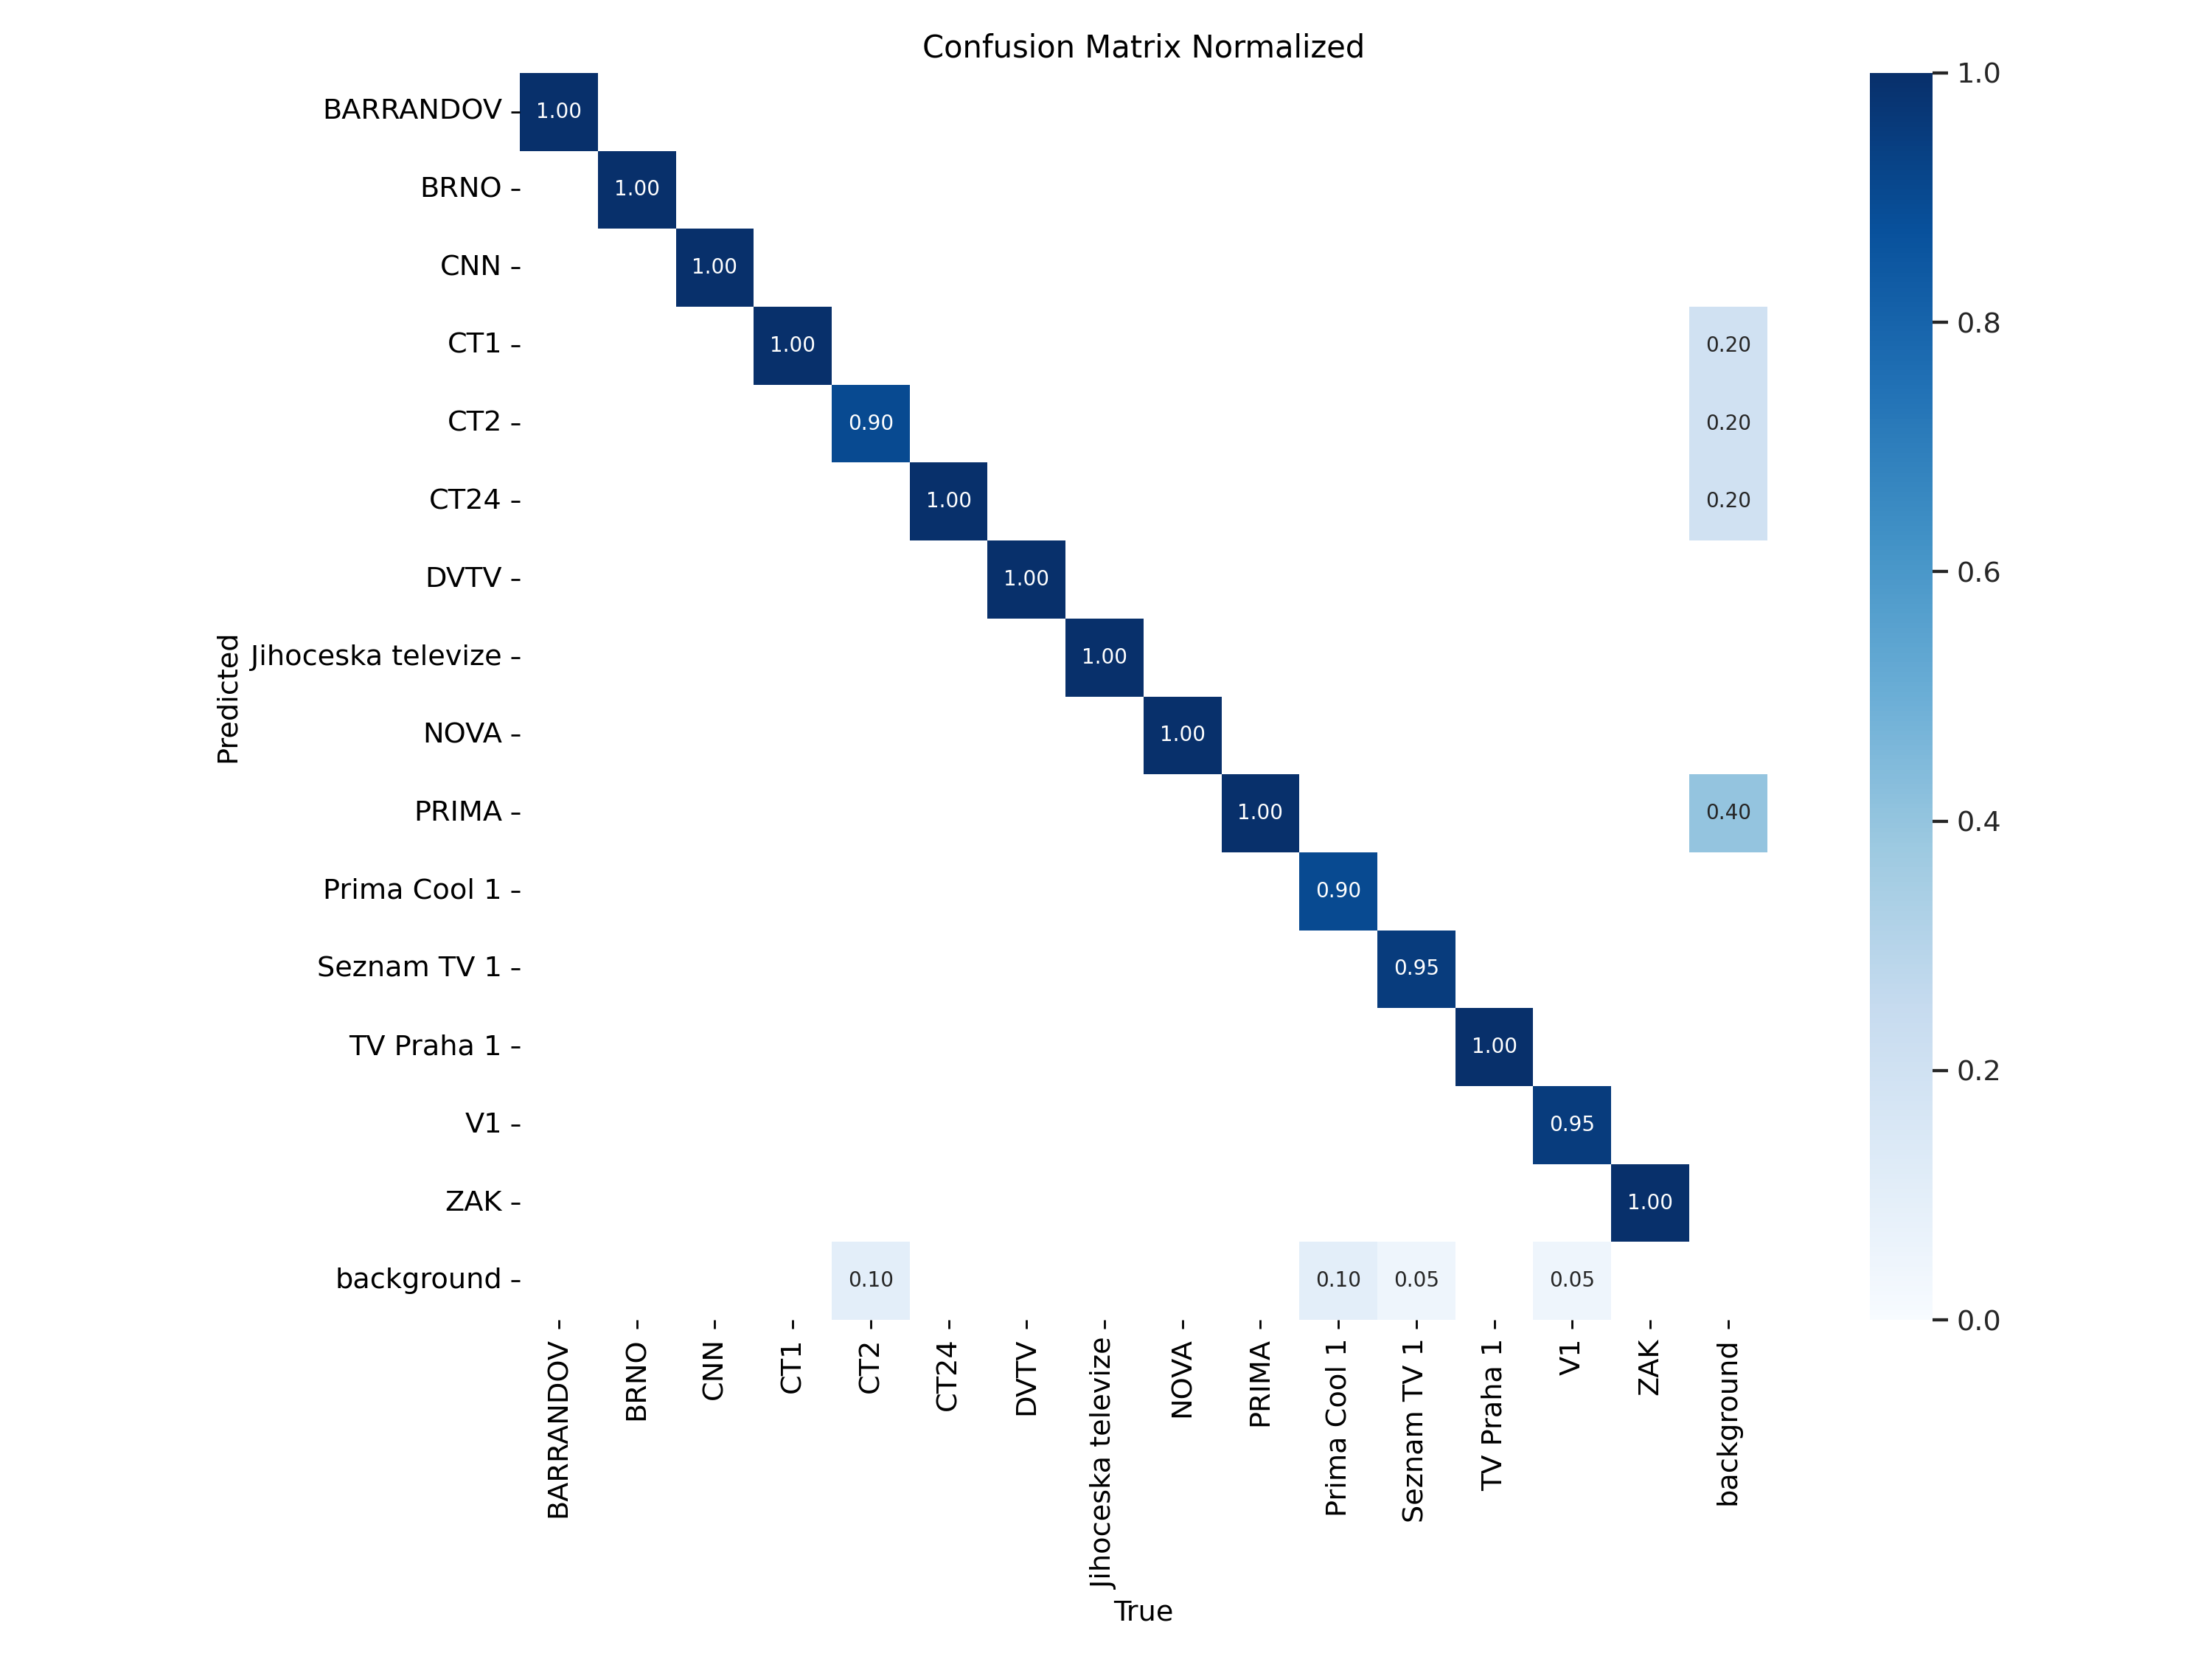 Confusion Matrix Normalized
BARRANDOV
1.00
BRNO
1.00
CNN
1.00
CT1
1.00
0.20
CT2
0.90
0.20
CT24
1.00
0.20
DVTV
1.00
Jihoceska televize
1.00
NOVA
1.00
PRIMA
1.00
0.40
Prima Cool 1
0.90
Seznam TV 1
0.95
TV Praha 1
1.00
V1
0.95
ZAK
1.00
background
0.10
0.10
0.05
0.05
Predicted
BARRANDOV
BRNO
CNN
CT1
CT2
CT24
DVTV
Jihoceska televize
NOVA
PRIMA
Prima Cool 1
Seznam TV 1
TV Praha 1
V1
ZAK
background
True
1.0
0.8
0.6
0.4
0.2
0.0